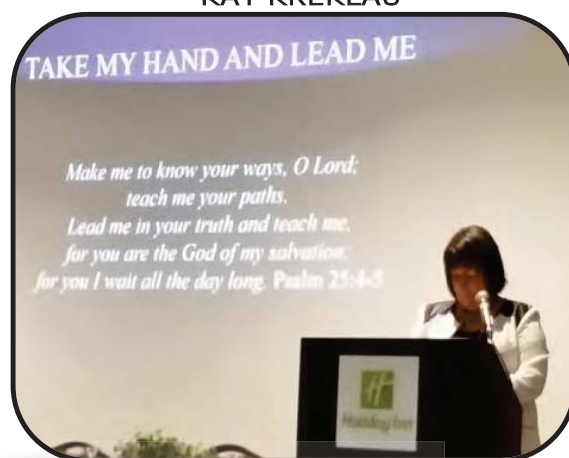 KAY KREKLAU
TAKE MY HAND AND LEAD ME
Make me to know your ways, O Lord;
teach me your paths.
Lead me in your truth and teach me,
for you are the God of my salvation;
for you I wait all the day long. Psalm 25:4-5
H
Holiday Inn